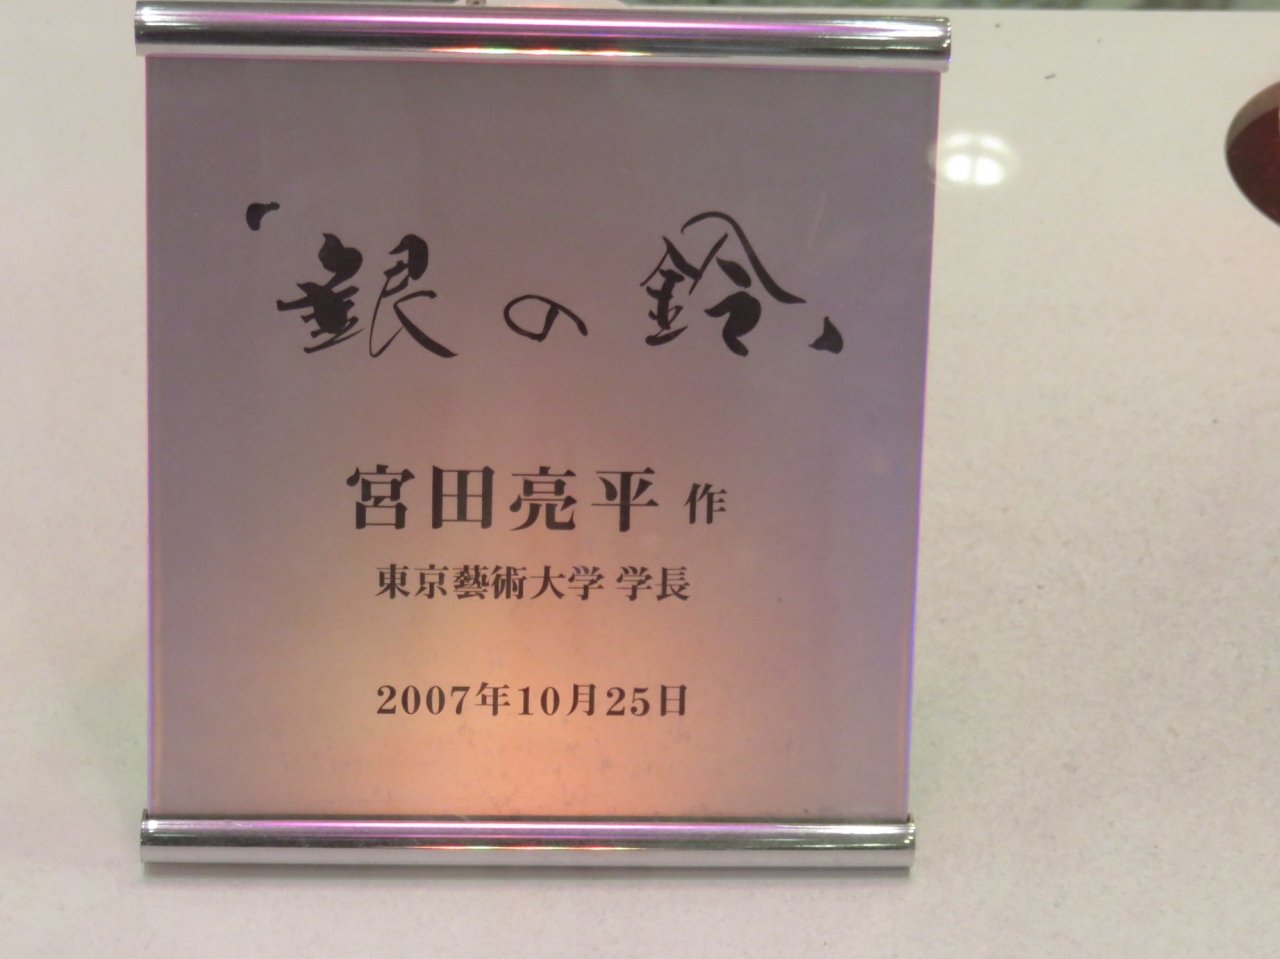 「銀の鈴」
宮田亮平 作
東京藝術大学 学長
2007年10月25日